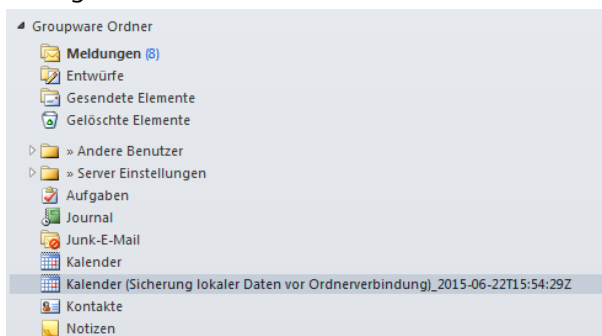 Groupware Ordner
Meldungen (8)
Entwürfe
Gesendete Elemente
Gelöschte Elemente
» Andere Benutzer
» Server Einstellungen
Aufgaben
Journal
Junk-E-Mail
Kalender
Kalender (Sicherung lokaler Daten vor Ordnerverbindung)_2015-06-22T15:54:29Z
Kontakte
Notizen